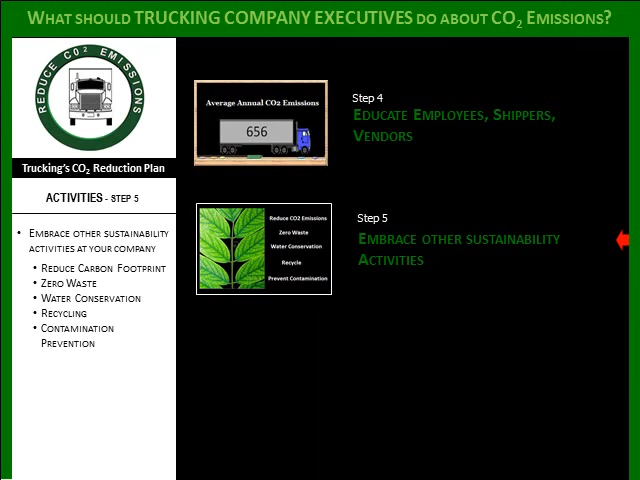 WHAT SHOULD TRUCKING COMPANY EXECUTIVES DO ABOUT CO2 EMISSIONS?
REDUCE CO2 EMISSIONS
Trucking's CO2 Reduction Plan
ACTIVITIES - STEP 5
• EMBRACE OTHER SUSTAINABILITY
ACTIVITIES AT YOUR COMPANY
• REDUCE CARBON FOOTPRINT
• ZERO WASTE
• WATER CONSERVATION
• RECYCLING
• CONTAMINATION
PREVENTION
Average Annual CO2 Emissions
656
Step 4
EDUCATE EMPLOYEES, SHIPPERS,
VENDORS
Reduce CO2 Emissions
Zero Waste
Water Conservation
Recycle
Prevent Contamination
Step 5
EMBRACE OTHER SUSTAINABILITY
ACTIVITIES